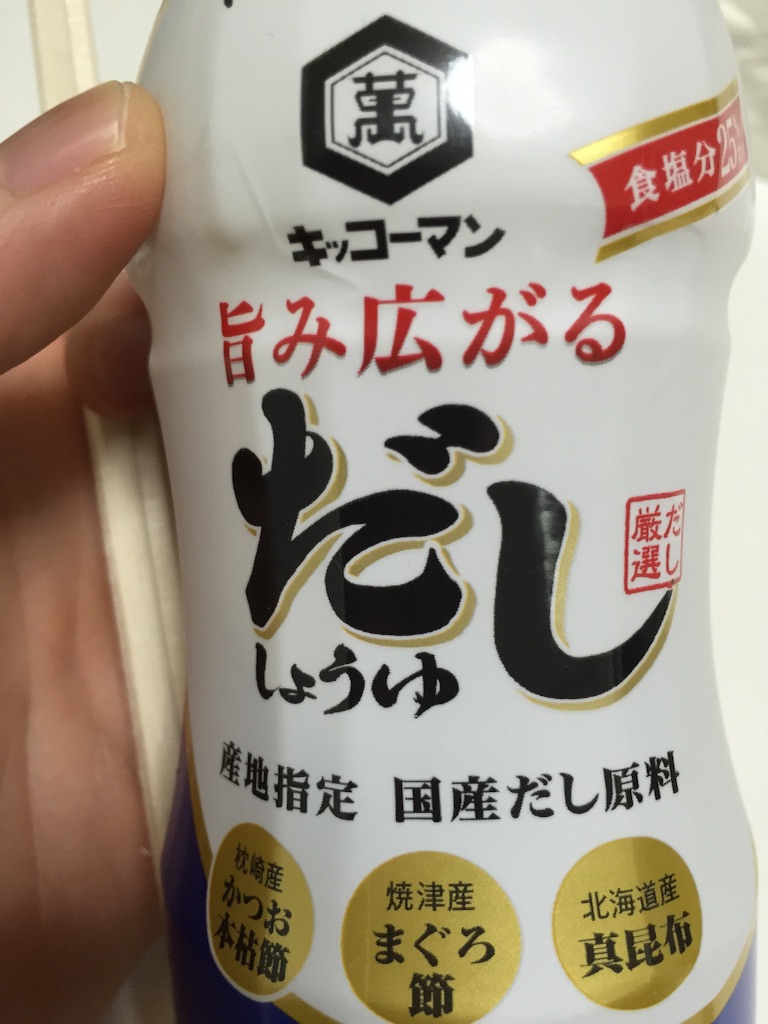 萬
キッコーマン
食塩分25%
旨み広がる
だし
しょうゆ
だし
厳選
産地指定 国産だし原料
枕崎産
かつお
本枯節
焼津産
まぐろ
節
北海道産
真昆布